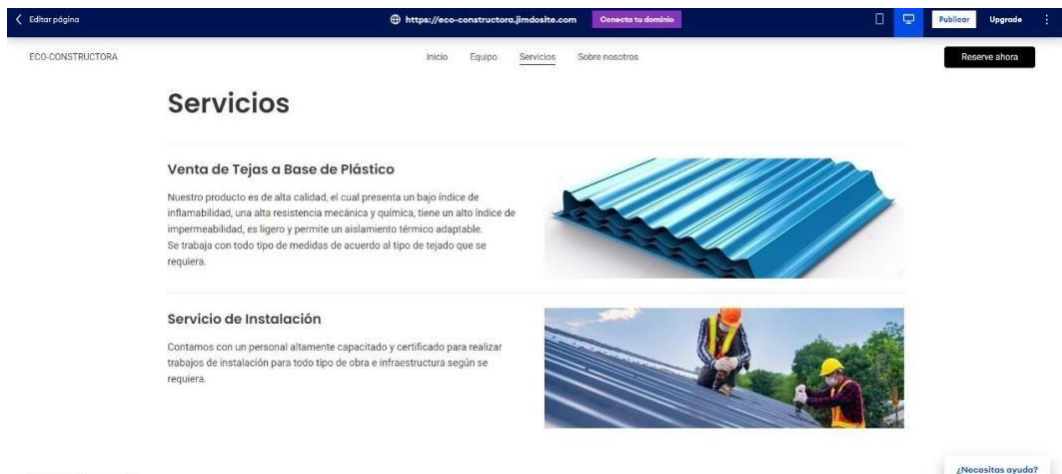 Editar página
https://eco-constructora.jimdosite.com
Conecta tu dominio
Publicar
Upgrade
ECO-CONSTRUCTORA
Inicio
Equipo
Servicios
Sobre nosotros
Reserve ahora
Servicios
Venta de Tejas a Base de Plástico
Nuestro producto es de alta calidad, el cual presenta un bajo índice de
inflamabilidad, una alta resistencia mecánica y química, tiene un alto índice de
impermeabilidad, es ligero y permite un aislamiento térmico adaptable.
Se trabaja con todo tipo de medidas de acuerdo al tipo de tejado que se
requiera.
Servicio de Instalación
Contamos con un personal altamente capacitado y certificado para realizar
trabajos de instalación para todo tipo de obra e infraestructura según se
requiera.
¿Necesitas ayuda?